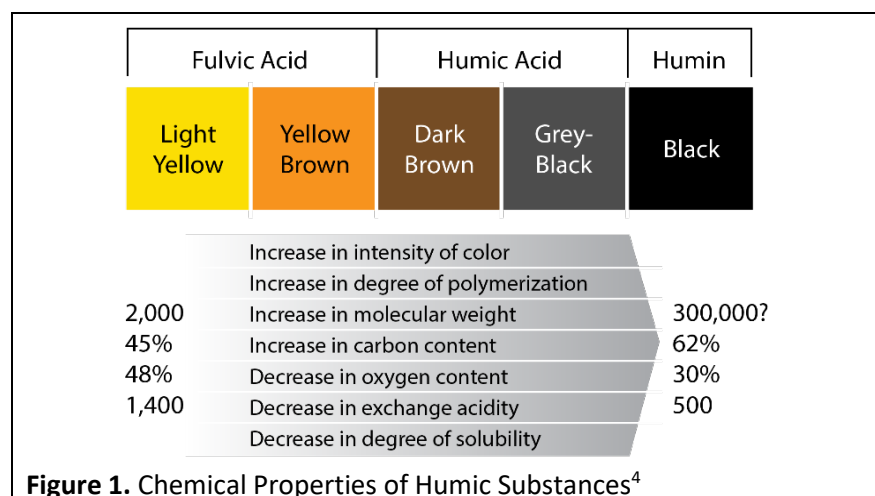 Fulvic Acid Humic Acid Humin
Light Yellow Yellow Brown Dark Brown Grey-Black Black
Increase in intensity of color
Increase in degree of polymerization
2,000 Increase in molecular weight 300,000?
45% Increase in carbon content 62%
48% Decrease in oxygen content 30%
1,400 Decrease in exchange acidity 500
Decrease in degree of solubility
Figure 1. Chemical Properties of Humic Substances4